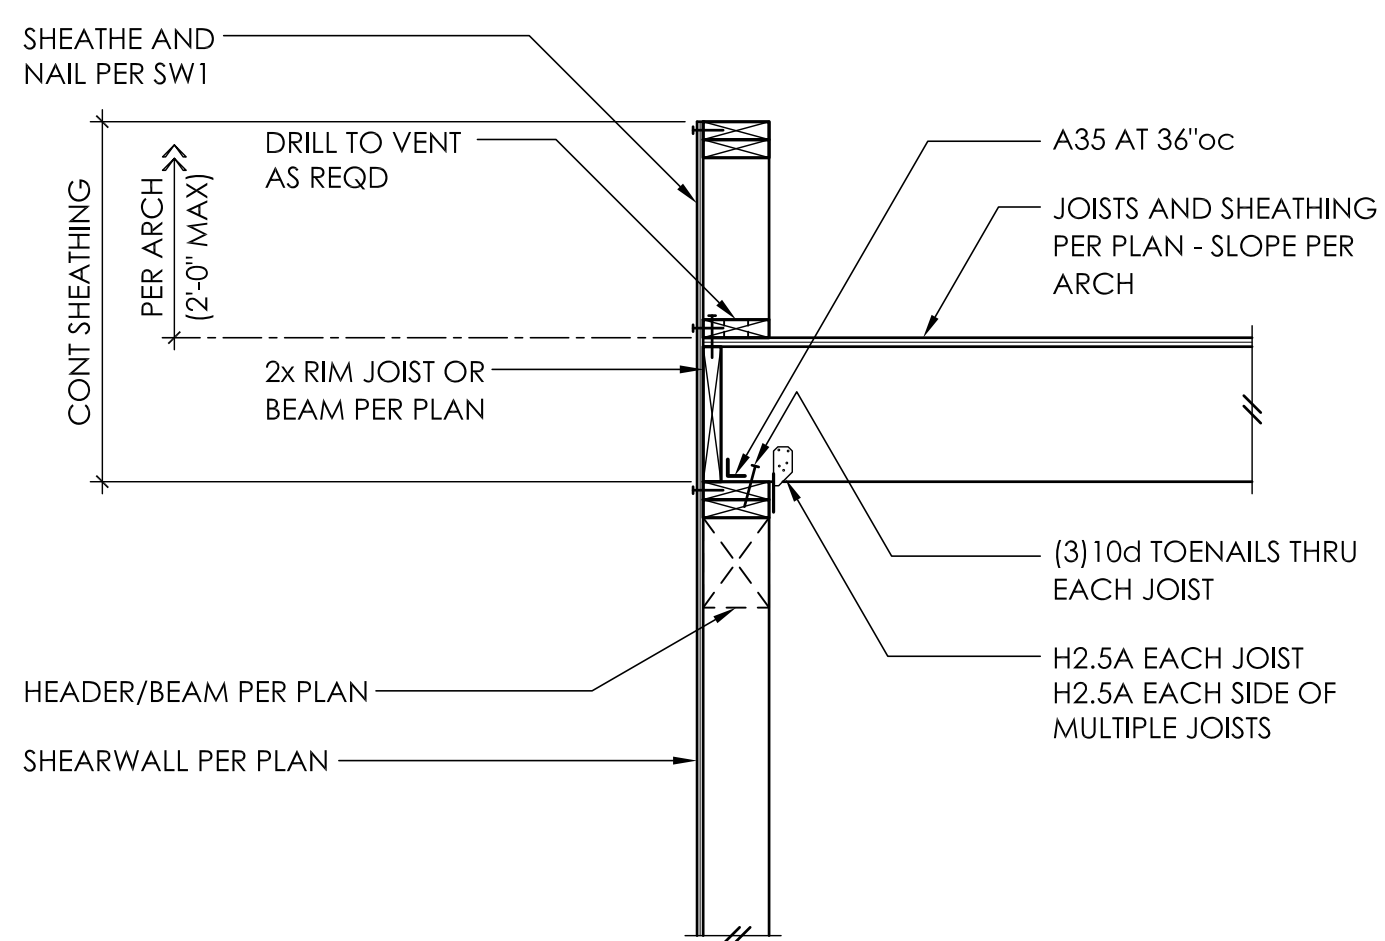 SHEATHE AND
NAIL PER SW1
DRILL TO VENT
AS REQD
CONT SHEATHING
PER ARCH
(2'-0" MAX)
2x RIM JOIST OR
BEAM PER PLAN
HEADER/BEAM PER PLAN
SHEARWALL PER PLAN
A35 AT 36"oc
JOISTS AND SHEATHING
PER PLAN - SLOPE PER
ARCH
(3)10d TOENAILS THRU
EACH JOIST
H2.5A EACH JOIST
H2.5A EACH SIDE OF
MULTIPLE JOISTS